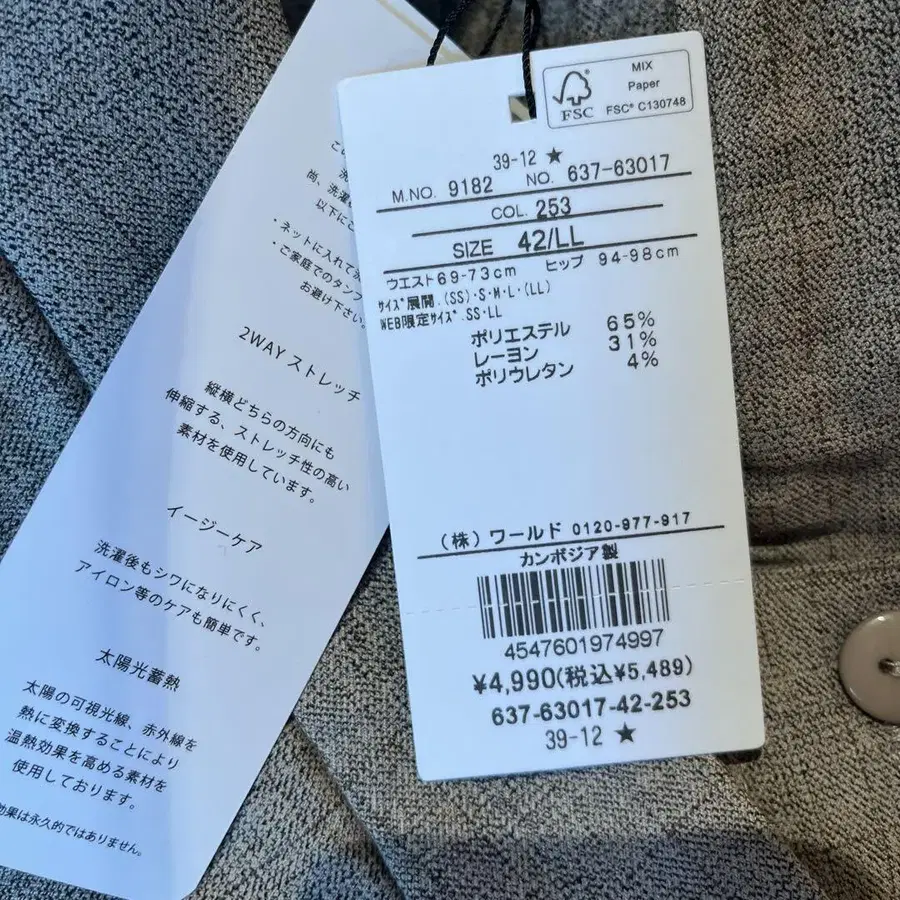 MIX
Paper
FSC® C130748
FSC
39-12 ★
M.NO. 9182 NO. 637-63017
COL. 253
SIZE 42/LL
ウエスト69-73cm ヒップ 94-98cm
ｻｲｽﾞ展開.(SS)・S・M・L・(LL)
WEB限定ｻｲｽﾞ.SS・LL
ポリエステル 65%
レーヨン 31%
ポリウレタン 4%
(株)ワールド 0120-977-917
カンボジア製
4547601974997
¥4,990(税込¥5,489)
637-63017-42-253
39-12 ★
尚、洗濯
以下にご
・ネットに入れて
・ご家庭でのタンブ
お避け下さい。
2WAYストレッチ
縦横どちらの方向にも
伸縮する、ストレッチ性の高い
素材を使用しています。
イージーケア
洗濯後もシワになりにくく、
アイロン等のケアも簡単です。
太陽光蓄熱
太陽の可視光線、赤外線を
熱に変換することにより
温熱効果を高める素材を
使用しております。
効果は永久的ではありません。